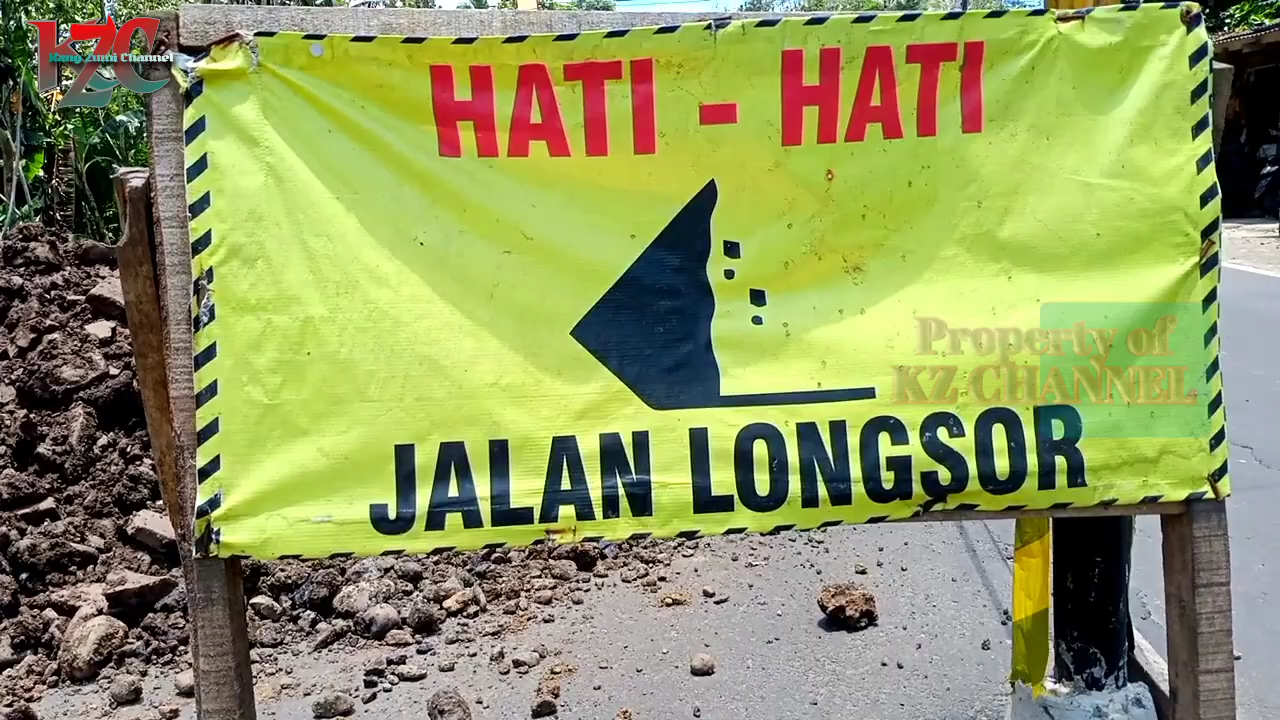 KZC
Kang Zumi Channel
HATI - HATI
Property of
KZ CHANNEL
JALAN LONGSOR